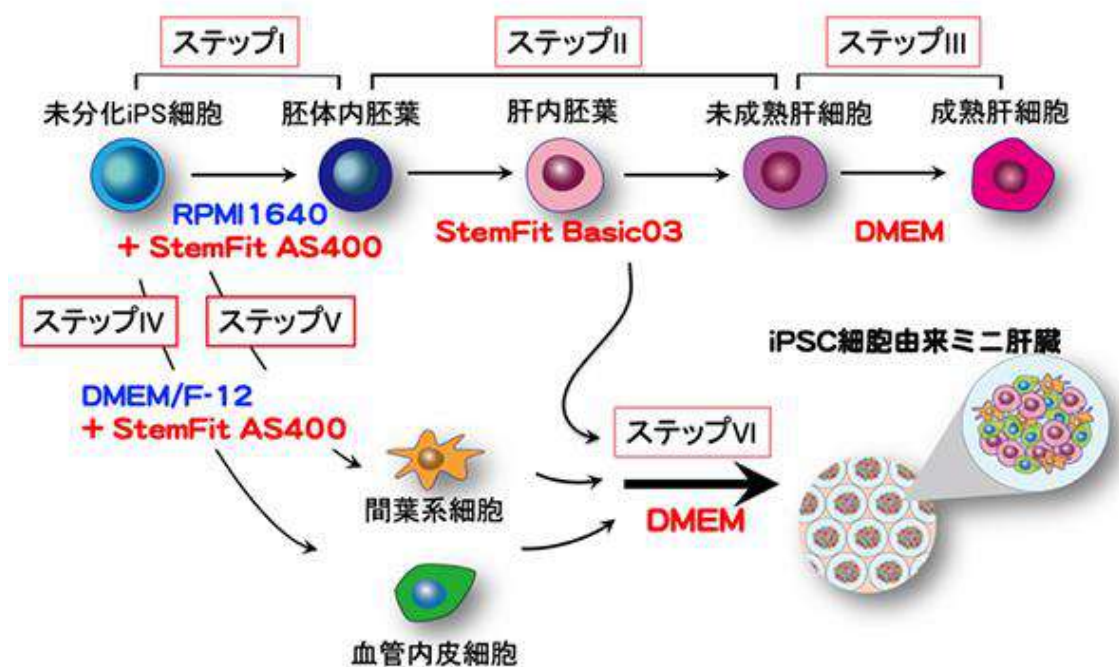 ステップI
ステップII
ステップIII
未分化iPS細胞
胚体内胚葉
肝内胚葉
未成熟肝細胞
成熟肝細胞
RPMI1640
+ StemFit AS400
StemFit Basic03
DMEM
ステップIV
ステップV
iPSC細胞由来ミニ肝臓
DMEM/F-12
+ StemFit AS400
ステップVI
間葉系細胞
DMEM
血管内皮細胞